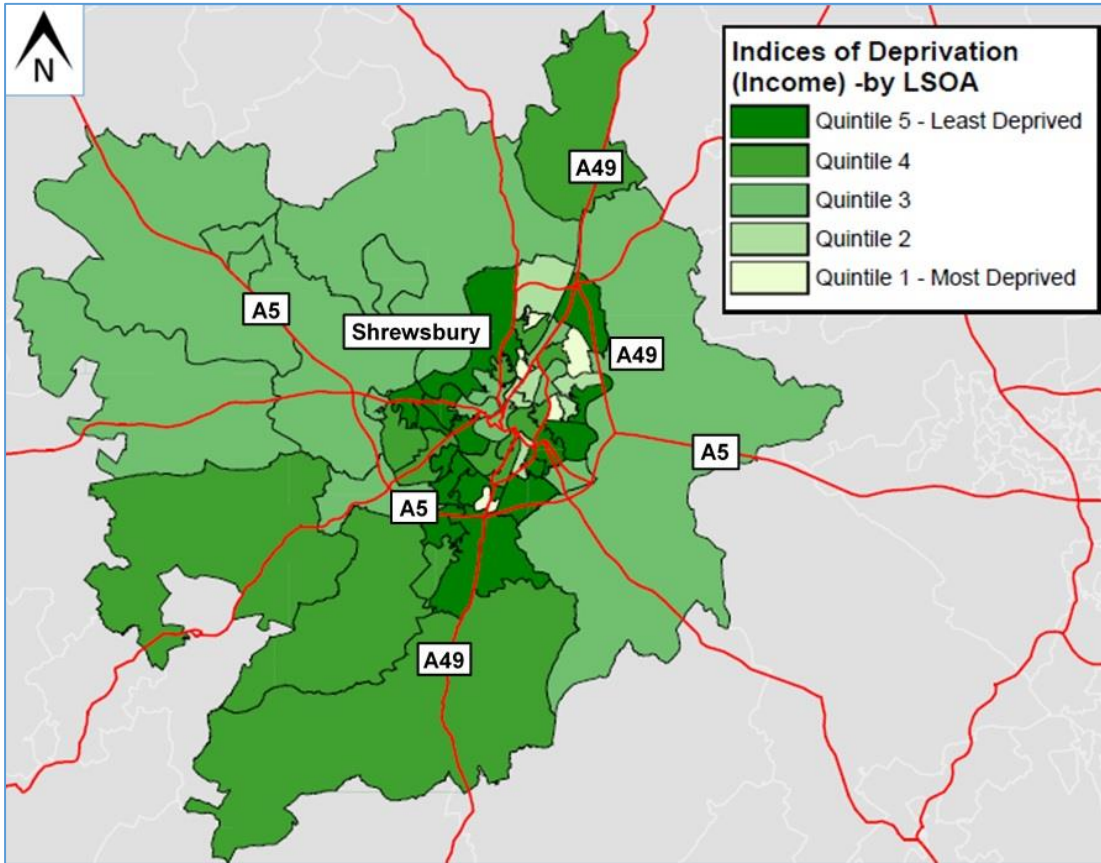 N
Indices of Deprivation
(Income) -by LSOA
Quintile 5 - Least Deprived
Quintile 4
Quintile 3
Quintile 2
Quintile 1 - Most Deprived
A49
A5
Shrewsbury
A49
A5
A5
A49